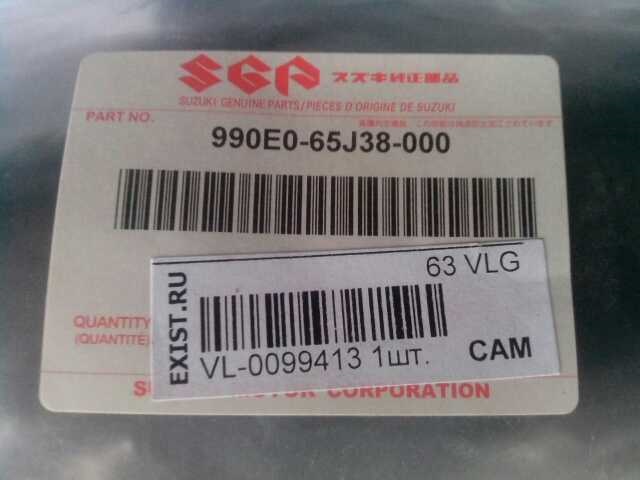 SGP スズキ純正部品
SUZUKI GENUINE PARTS/PIECES D'ORIGINE DE SUZUKI
PART NO.
990E0-65J38-000
63 VLG
EXIST.RU
QUANTITY
(QUANTITÉ)
VL-0099413 1шт.
CAM
MOTOR CORPORATION